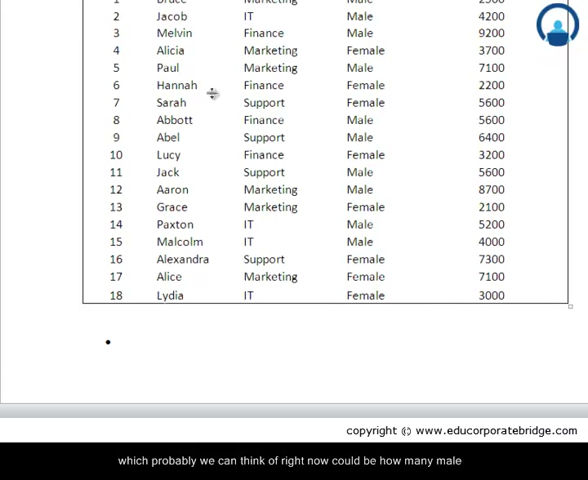 1 Bruce Marketing Male 2500
2 Jacob IT Male 4200
3 Melvin Finance Male 9200
4 Alicia Marketing Female 3700
5 Paul Marketing Male 7100
6 Hannah Finance Female 2200
7 Sarah Support Female 5600
8 Abbott Finance Male 5600
9 Abel Support Male 6400
10 Lucy Finance Female 3200
11 Jack Support Male 5600
12 Aaron Marketing Male 8700
13 Grace Marketing Female 2100
14 Paxton IT Male 5200
15 Malcolm IT Male 4000
16 Alexandra Support Female 7300
17 Alice Marketing Female 7100
18 Lydia IT Female 3000
copyright © www.educorporatebridge.com
which probably we can think of right now could be how many male